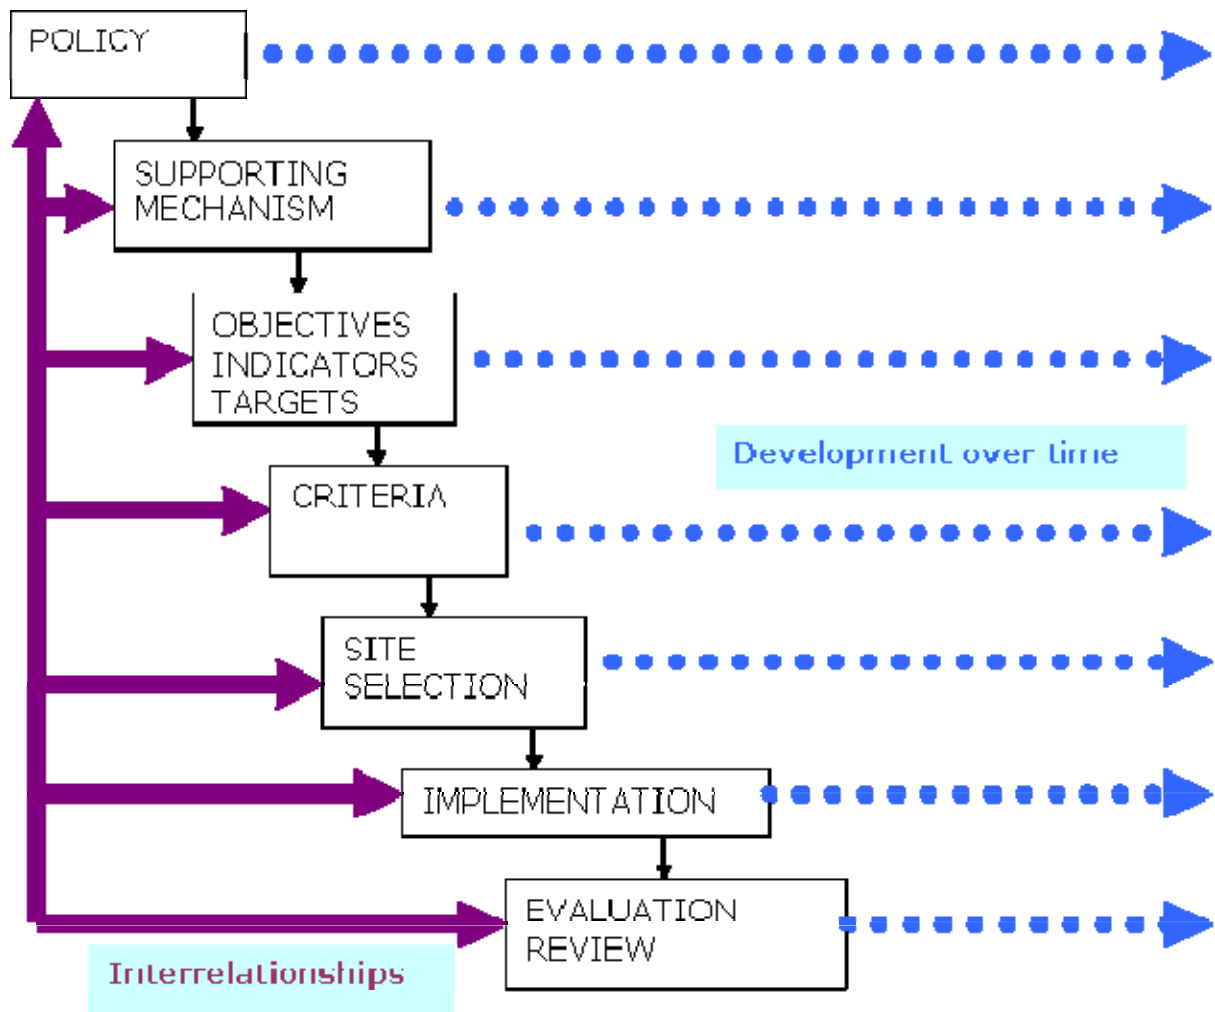 POLICY
SUPPORTING
MECHANISM
OBJECTIVES
INDICATORS
TARGETS
Development over time
CRITERIA
SITE
SELECTION
IMPLEMENTATION
EVALUATION
REVIEW
Interrelationships